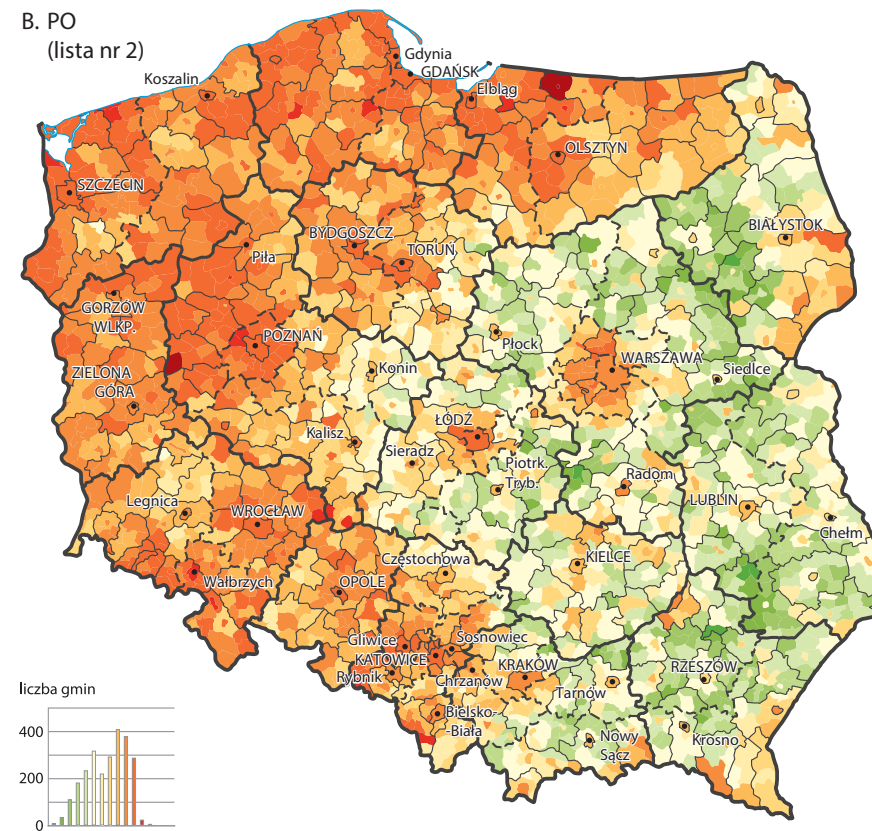 B. PO
(lista nr 2)
Gdynia
GDAŃSK
Koszalin
Elbląg
OLSZTYN
SZCZECIN
BIAŁYSTOK
BYDGOSZCZ
TORUŃ
Piła
GORZÓW
WLKP.
POZNAŃ
Płock
WARSZAWA
Siedlce
Konin
ZIELONA
GÓRA
ŁÓDŹ
Kalisz
Sieradz
Piotrk.
Tryb.
Radom
LUBLIN
Legnica
WROCŁAW
Chełm
Częstochowa
KIELCE
Wałbrzych
OPOLE
Gliwice
Sosnowiec
KATOWICE
Rybnik
Chrzanów
KRAKÓW
Tarnów
RZESZÓW
Bielsko-
-Biała
Nowy
Sącz
Krosno
liczba gmin
400
200
0